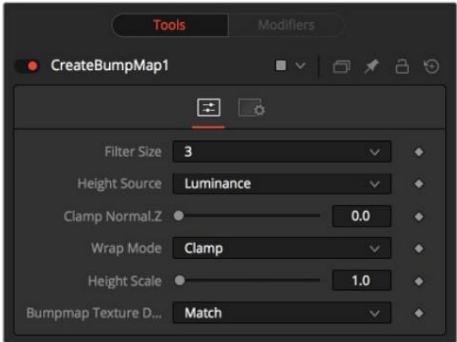 Tools Modifiers
CreateBumpMap1
Filter Size 3
Height Source Luminance
Clamp Normal.Z 0.0
Wrap Mode Clamp
Height Scale 1.0
Bumpmap Texture D... Match